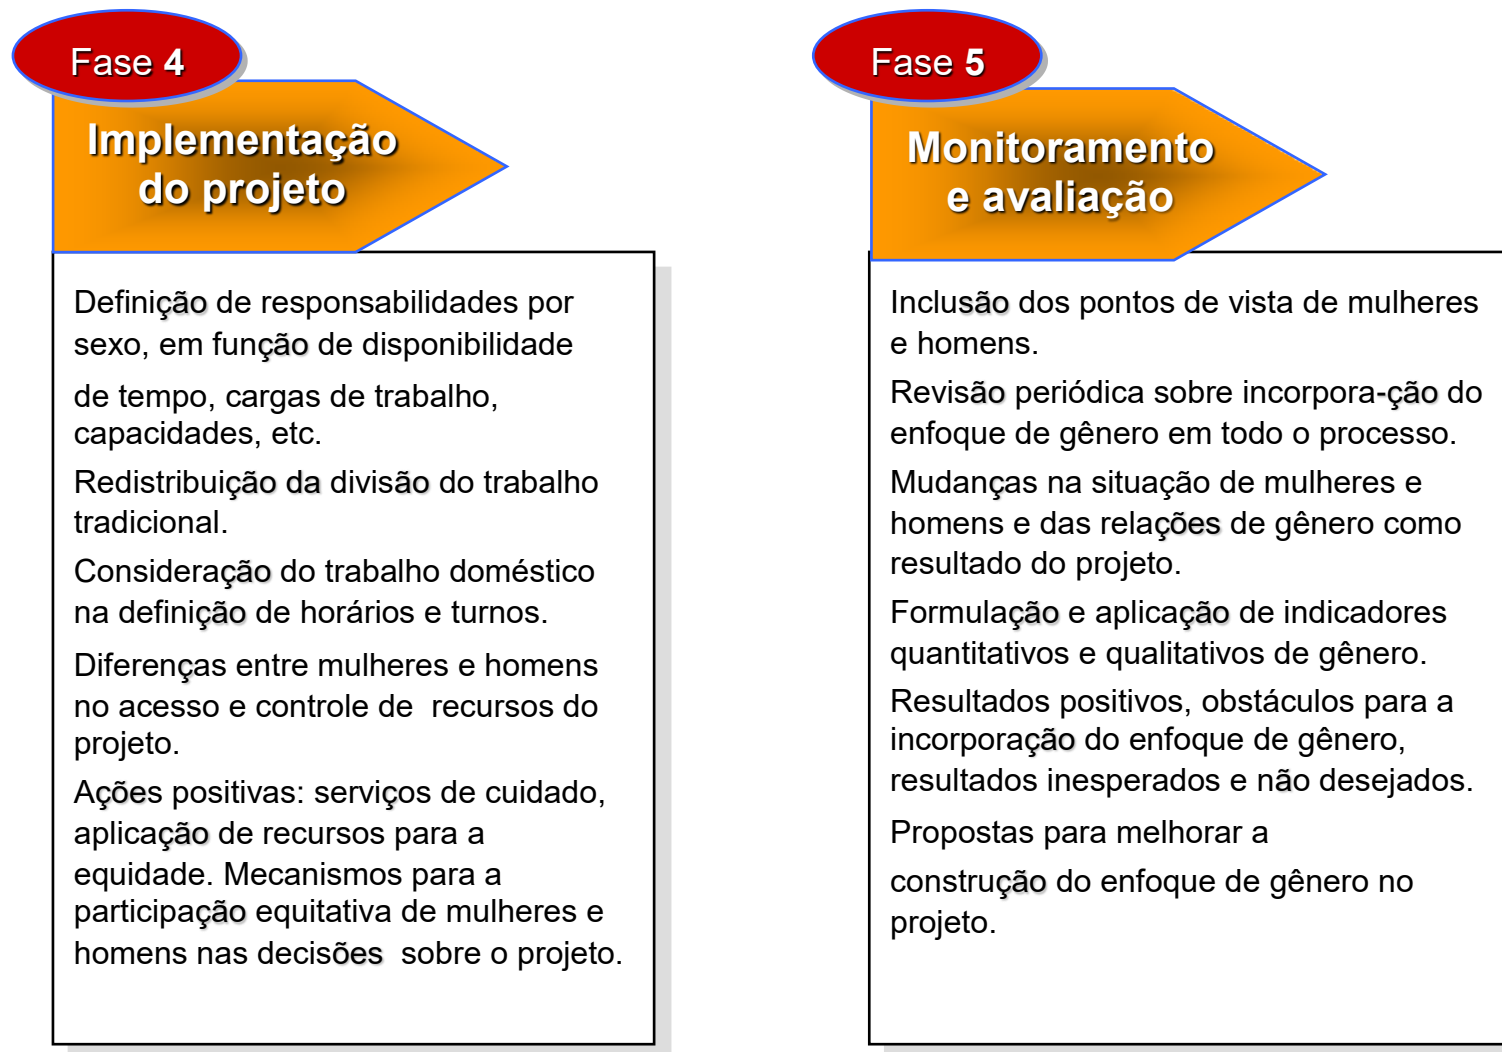 Fase 4
Implementação
do projeto
Definição de responsabilidades por
sexo, em função de disponibilidade
de tempo, cargas de trabalho,
capacidades, etc.
Redistribuição da divisão do trabalho
tradicional.
Consideração do trabalho doméstico
na definição de horários e turnos.
Diferenças entre mulheres e homens
no acesso e controle de  recursos do
projeto.
Ações positivas: serviços de cuidado,
aplicação de recursos para a
equidade. Mecanismos para a
participação equitativa de mulheres e
homens nas decisões  sobre o projeto.
Fase 5
Monitoramento
e avaliação
Inclusão dos pontos de vista de mulheres
e homens.
Revisão periódica sobre incorpora-ção do
enfoque de gênero em todo o processo.
Mudanças na situação de mulheres e
homens e das relações de gênero como
resultado do projeto.
Formulação e aplicação de indicadores
quantitativos e qualitativos de gênero.
Resultados positivos, obstáculos para a
incorporação do enfoque de gênero,
resultados inesperados e não desejados.
Propostas para melhorar a
construção do enfoque de gênero no
projeto.